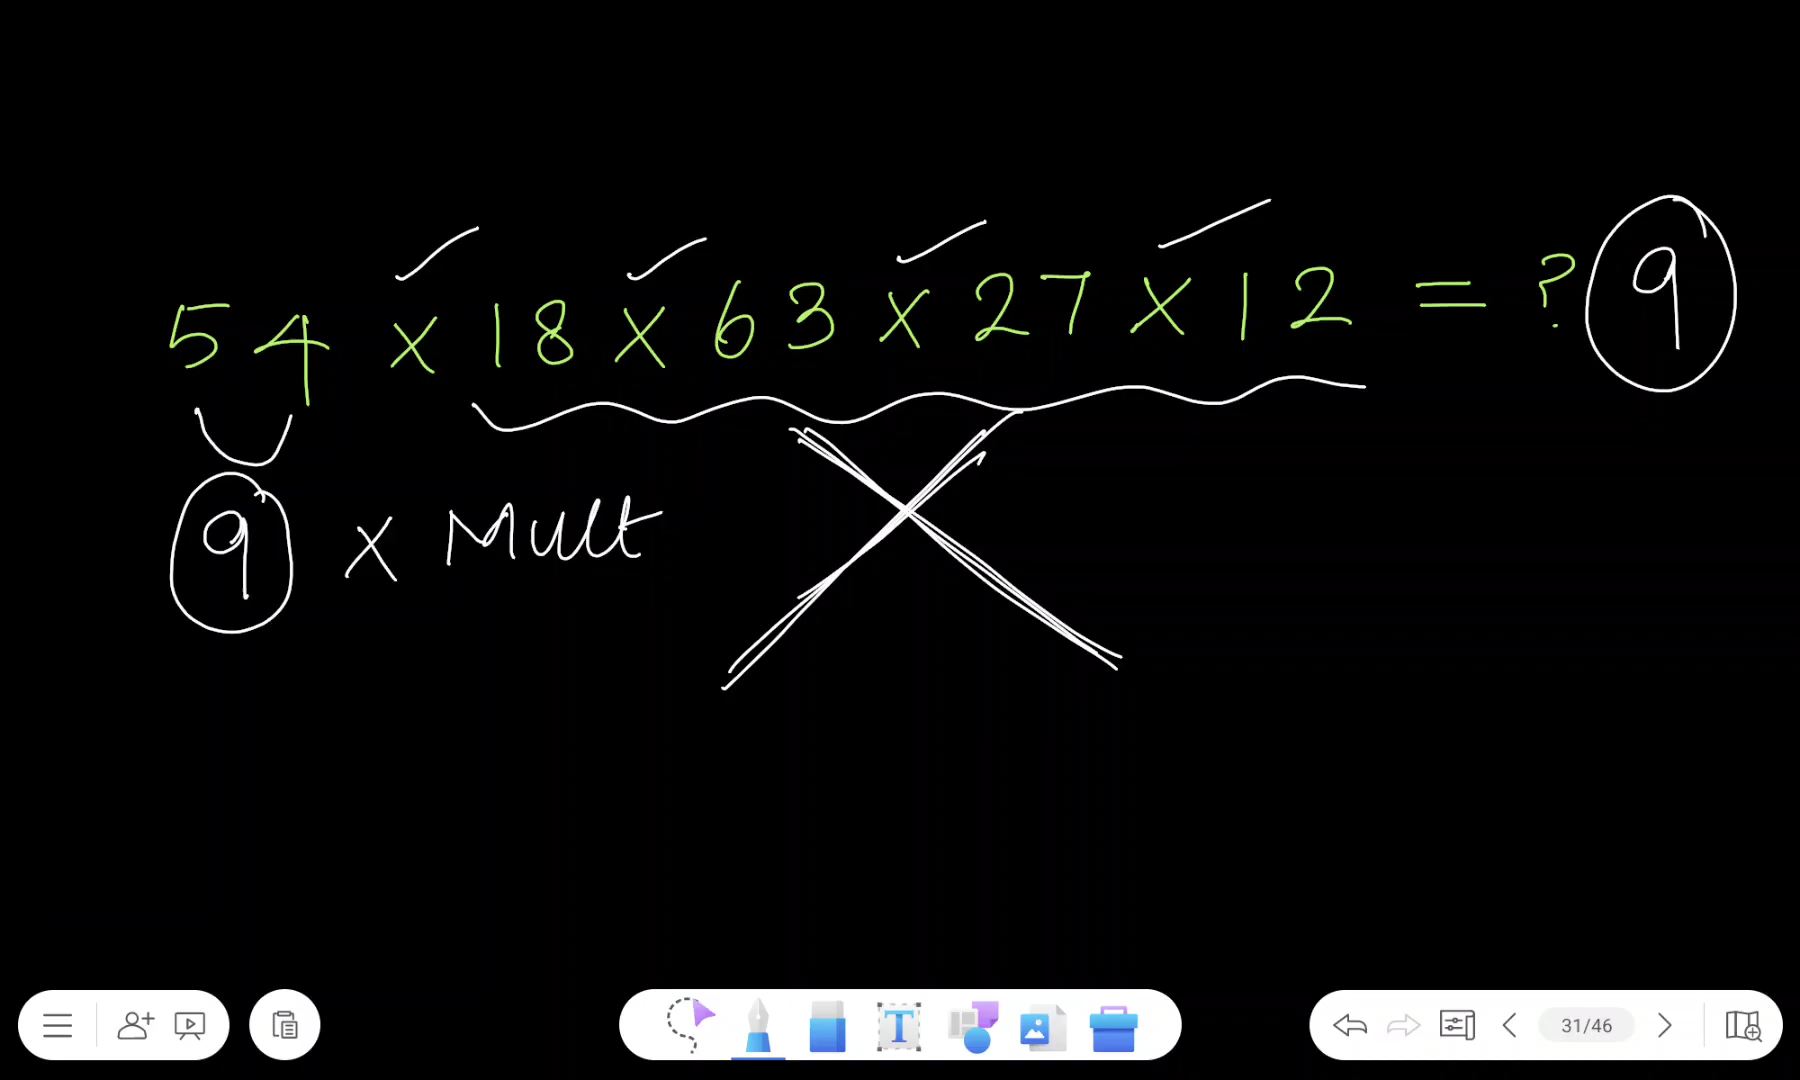 54 × 18 × 63 × 27 × 12 = ? 9
9 × Mult
T
31/46